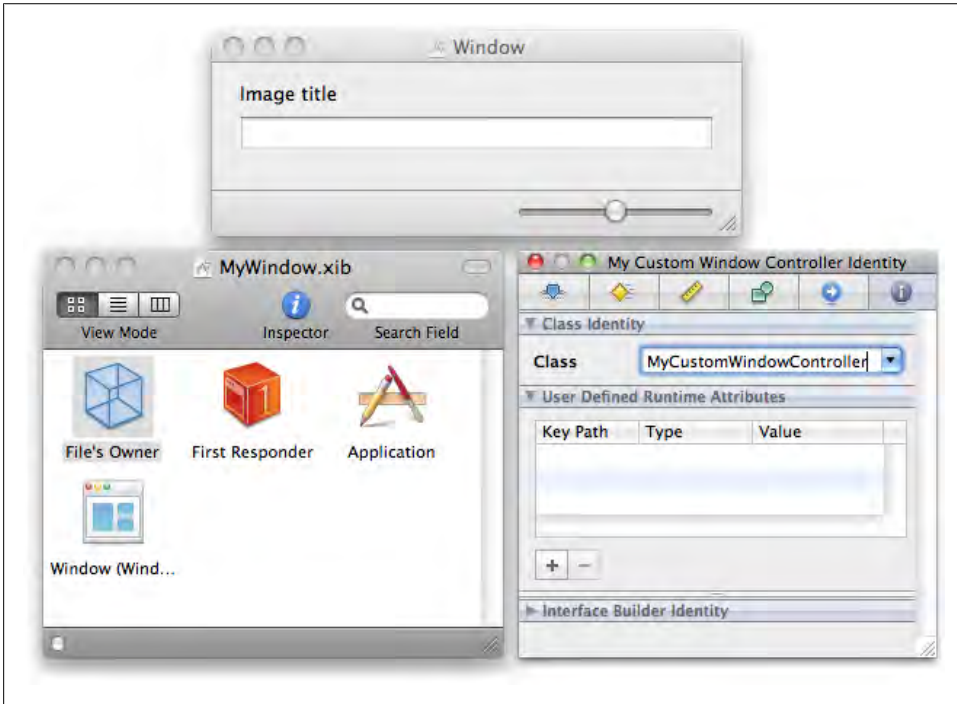 Window
Image title
MyWindow.xib
View Mode
Inspector
Search Field
File's Owner
First Responder
Application
Window (Wind...
My Custom Window Controller Identity
Class Identity
Class MyCustomWindowController
User Defined Runtime Attributes
Key Path Type Value
Interface Builder Identity